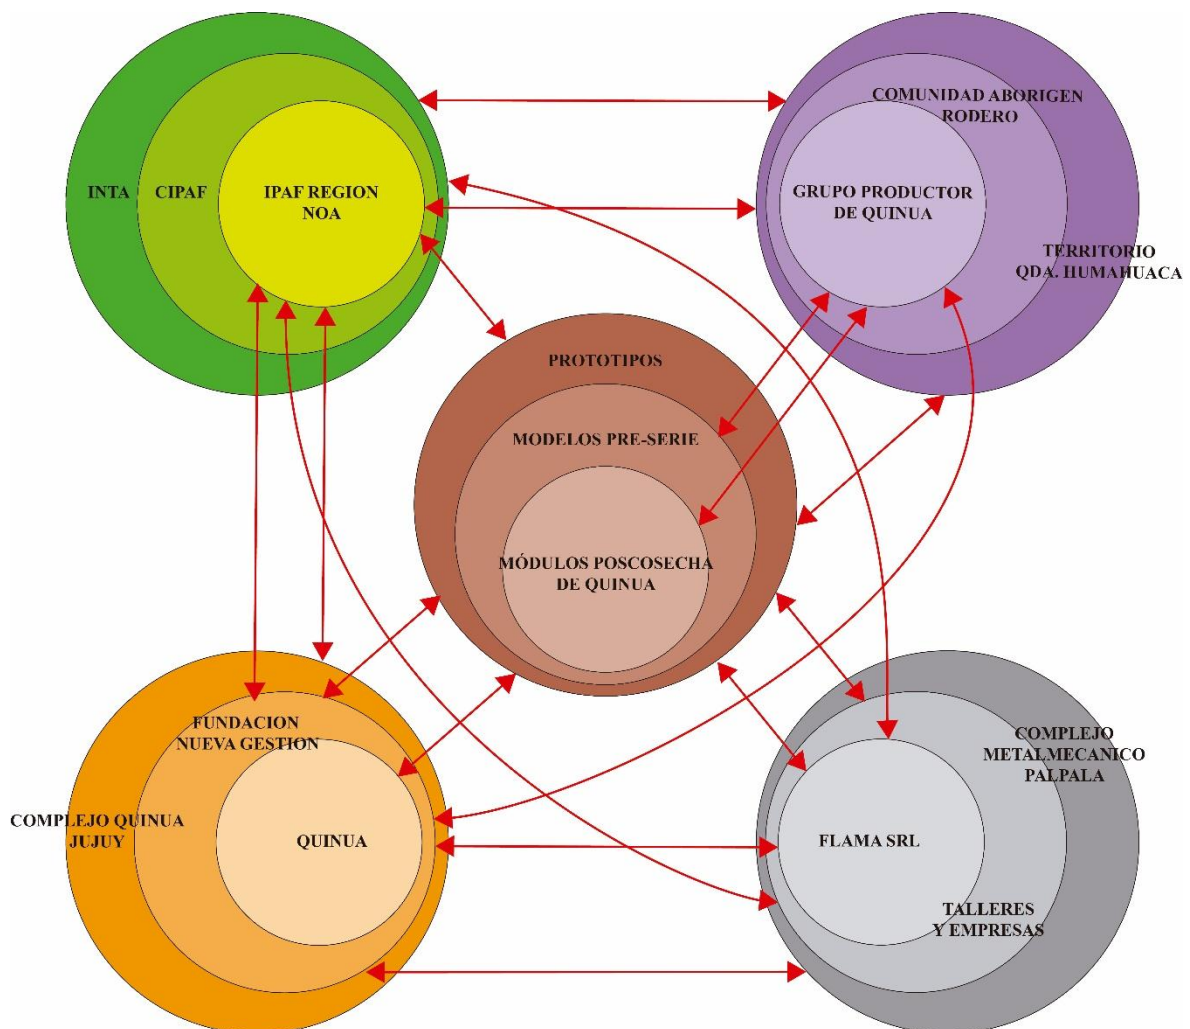 INTA
CIPAF
IPAF REGION
NOA
COMUNIDAD ABORIGEN
RODERO
GRUPO PRODUCTOR
DE QUINUA
TERRITORIO
QDA. HUMAHUACA
PROTOTIPOS
MODELOS PRE-SERIE
MÓDULOS POSCOSECHA
DE QUINUA
FUNDACION
NUEVA GESTION
COMPLEJO QUINUA
JUJUY
QUINUA
COMPLEJO
METALMECANICO
PALPALA
FLAMA SRL
TALLERES
Y EMPRESAS